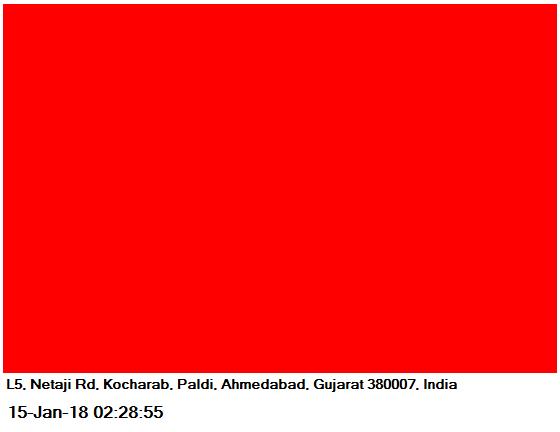 L5, Netaji Rd, Kocharab, Paldi, Ahmedabad, Gujarat 380007, India
15-Jan-18 02:28:55